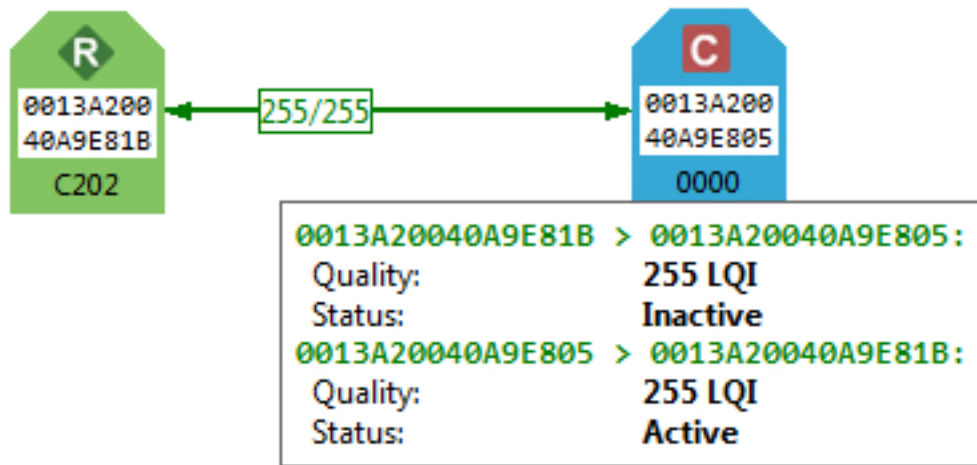 R
0013A200
40A9E81B
C202
255/255
C
0013A200
40A9E805
0000
0013A20040A9E81B > 0013A20040A9E805:
Quality: 255 LQI
Status: Inactive
0013A20040A9E805 > 0013A20040A9E81B:
Quality: 255 LQI
Status: Active